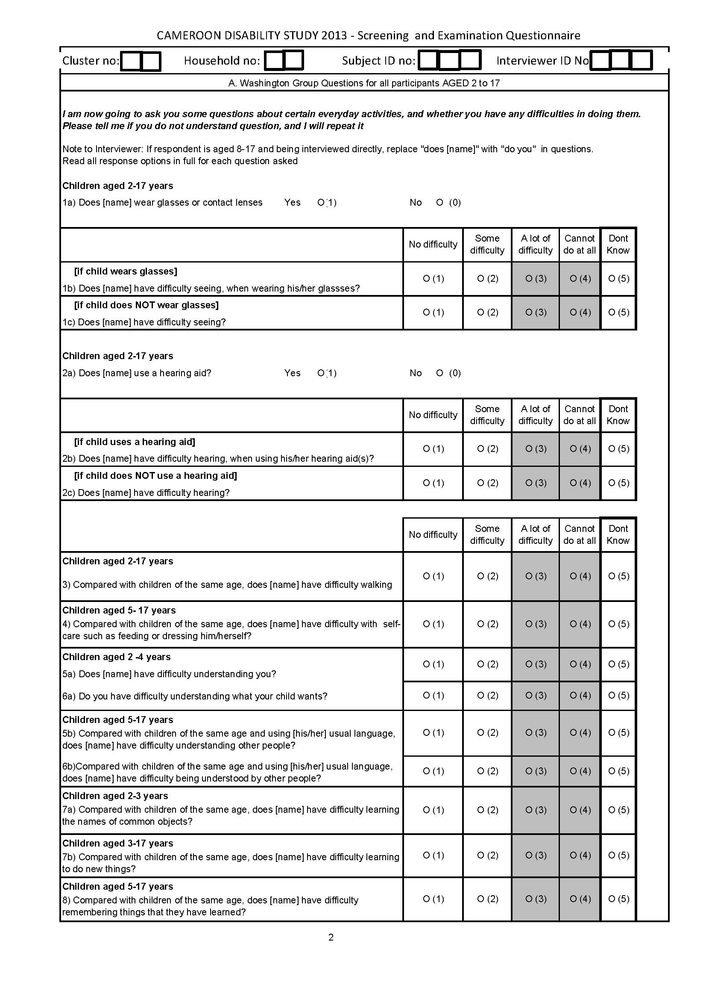 CAMEROON DISABILITY STUDY 2013 - Screening and Examination Questionnaire
Cluster no: Household no: Subject ID no: Interviewer ID No
A. Washington Group Questions for all participants AGED 2 to 17
I am now going to ask you some questions about certain everyday activities, and whether you have any difficulties in doing them.
Please tell me if you do not understand question, and I will repeat it
Note to Interviewer: If respondent is aged 8-17 and being interviewed directly, replace "does [name]" with "do you" in questions.
Read all response options in full for each question asked
Children aged 2-17 years
1a) Does [name] wear glasses or contact lenses Yes O (1) No O (0)
No difficulty Some difficulty A lot of difficulty Cannot do at all Dont Know
[if child wears glasses]
1b) Does [name] have difficulty seeing, when wearing his/her glassses? O (1) O (2) O (3) O (4) O (5)
[if child does NOT wear glasses]
1c) Does [name] have difficulty seeing? O (1) O (2) O (3) O (4) O (5)
Children aged 2-17 years
2a) Does [name] use a hearing aid? Yes O (1) No O (0)
No difficulty Some difficulty A lot of difficulty Cannot do at all Dont Know
[if child uses a hearing aid]
2b) Does [name] have difficulty hearing, when using his/her hearing aid(s)? O (1) O (2) O (3) O (4) O (5)
[if child does NOT use a hearing aid]
2c) Does [name] have difficulty hearing? O (1) O (2) O (3) O (4) O (5)
No difficulty Some difficulty A lot of difficulty Cannot do at all Dont Know
Children aged 2-17 years
3) Compared with children of the same age, does [name] have difficulty walking O (1) O (2) O (3) O (4) O (5)
Children aged 5- 17 years
4) Compared with children of the same age, does [name] have difficulty with self-
care such as feeding or dressing him/herself? O (1) O (2) O (3) O (4) O (5)
Children aged 2 -4 years
5a) Does [name] have difficulty understanding you? O (1) O (2) O (3) O (4) O (5)
6a) Do you have difficulty understanding what your child wants? O (1) O (2) O (3) O (4) O (5)
Children aged 5-17 years
5b) Compared with children of the same age and using [his/her] usual language,
does [name] have difficulty understanding other people? O (1) O (2) O (3) O (4) O (5)
6b)Compared with children of the same age and using [his/her] usual language,
does [name] have difficulty being understood by other people? O (1) O (2) O (3) O (4) O (5)
Children aged 2-3 years
7a) Compared with children of the same age, does [name] have difficulty learning
the names of common objects? O (1) O (2) O (3) O (4) O (5)
Children aged 3-17 years
7b) Compared with children of the same age, does [name] have difficulty learning
to do new things? O (1) O (2) O (3) O (4) O (5)
Children aged 5-17 years
8) Compared with children of the same age, does [name] have difficulty
remembering things that they have learned? O (1) O (2) O (3) O (4) O (5)
2